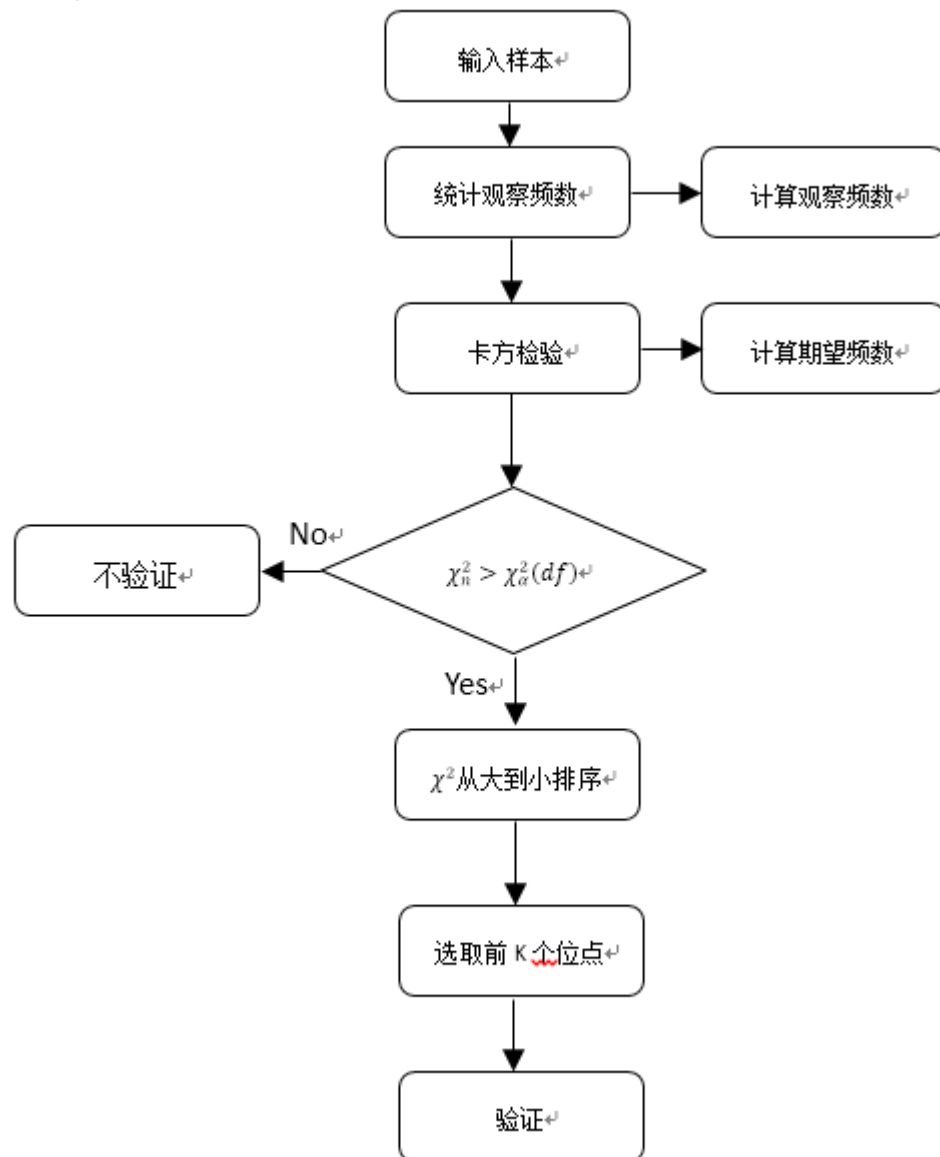 输入样本↵
统计观察频数↵
计算观察频数↵
卡方检验↵
计算期望频数↵
No↵
不验证↵
χ²ₙ > χ²ₐ(df)↵
Yes↵
χ²从大到小排序↵
选取前 K 个位点↵
验证↵